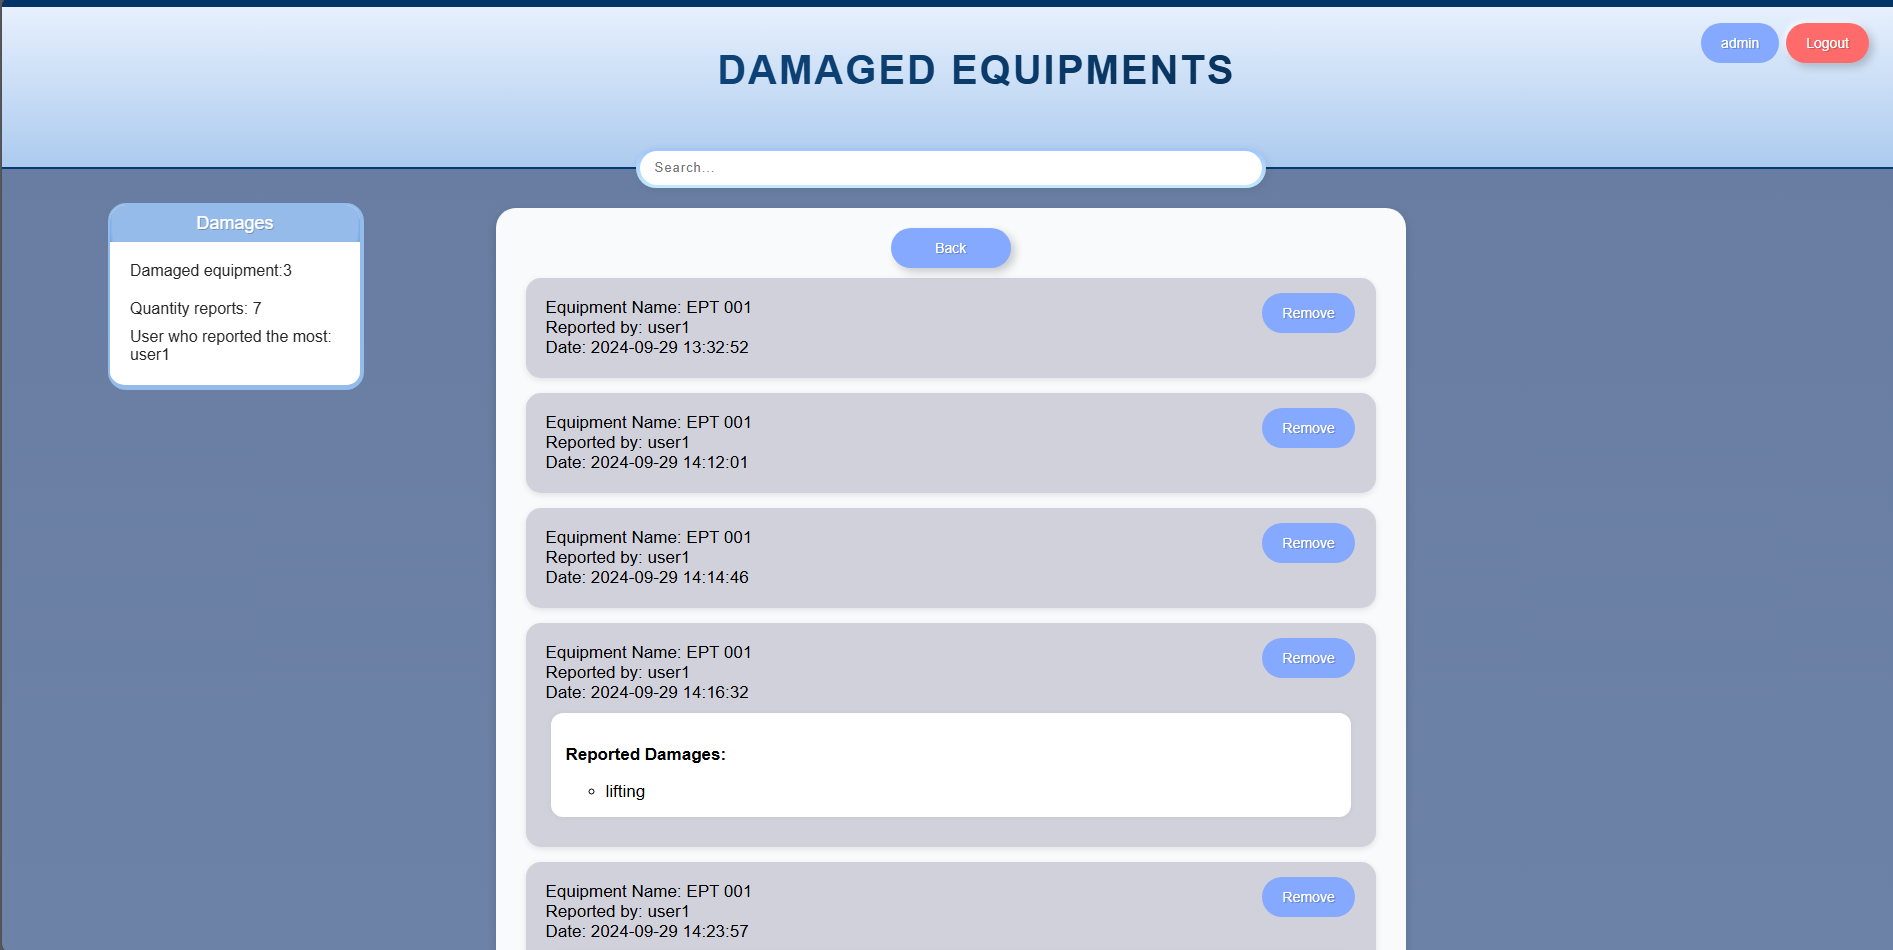 DAMAGED EQUIPMENTS
admin
Logout
Search...
Damages
Damaged equipment:3
Quantity reports: 7
User who reported the most:
user1
Back
Equipment Name: EPT 001
Reported by: user1
Date: 2024-09-29 13:32:52
Remove
Equipment Name: EPT 001
Reported by: user1
Date: 2024-09-29 14:12:01
Remove
Equipment Name: EPT 001
Reported by: user1
Date: 2024-09-29 14:14:46
Remove
Equipment Name: EPT 001
Reported by: user1
Date: 2024-09-29 14:16:32
Remove
Reported Damages:
lifting
Equipment Name: EPT 001
Reported by: user1
Date: 2024-09-29 14:23:57
Remove